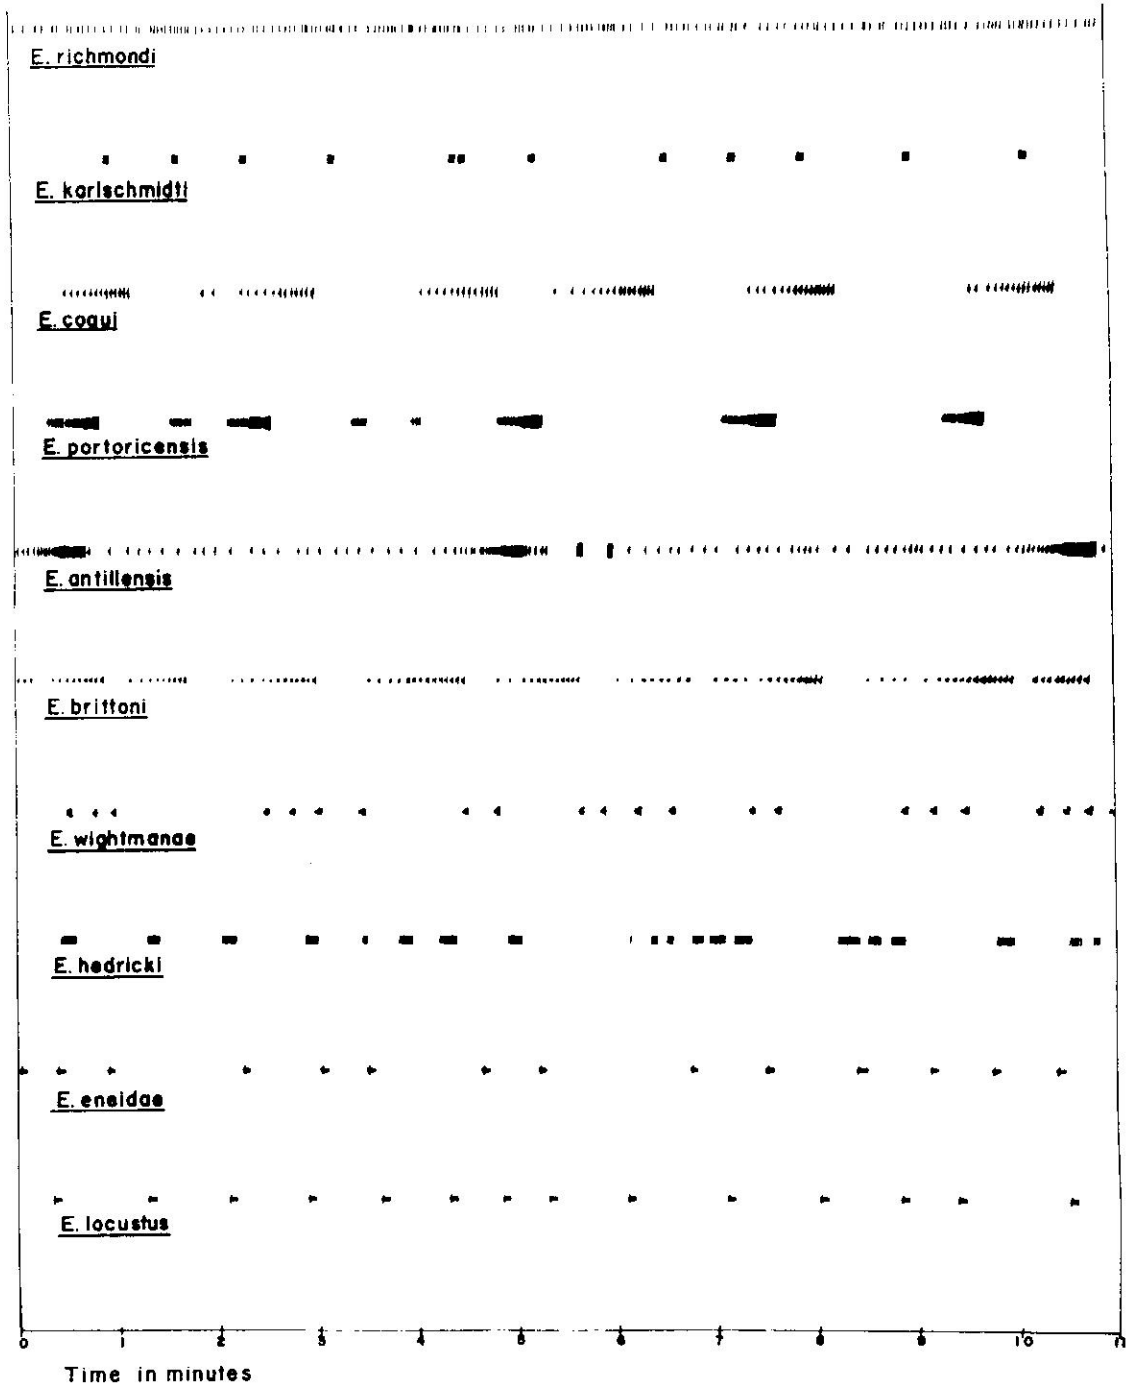 E. richmondi
E. karlschmidti
E. coqui
E. portoricensis
E. antillensis
E. brittoni
E. wightmanae
E. hedricki
E. eneidae
E. locustus
0 1 2 3 4 5 6 7 8 9 10 11
Time in minutes